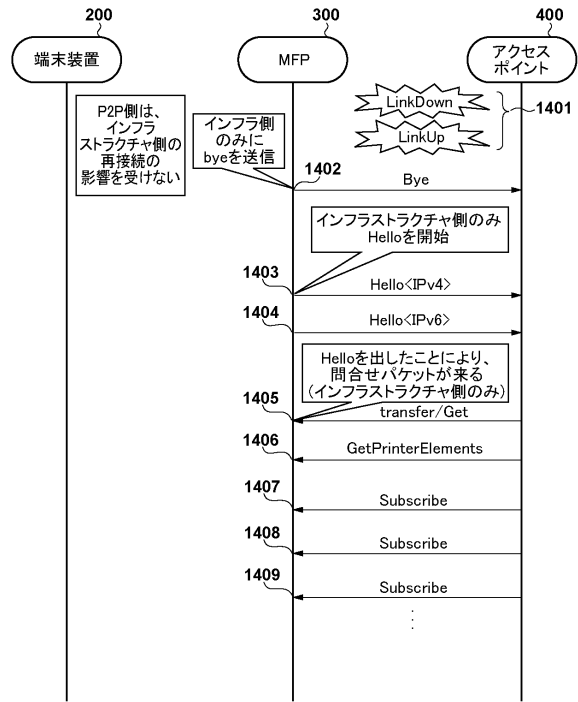 200
300
400
端末装置
MFP
アクセス
ポイント
LinkDown
LinkUp
1401
P2P側は、
インフラ
ストラクチャ側の
再接続の
影響を受けない
インフラ側
のみに
byeを送信
1402
Bye
インフラストラクチャ側のみ
Helloを開始
1403
Hello<IPv4>
1404
Hello<IPv6>
Helloを出したことにより、
問合せパケットが来る
(インフラストラクチャ側のみ)
1405
transfer/Get
1406
GetPrinterElements
1407
Subscribe
1408
Subscribe
1409
Subscribe